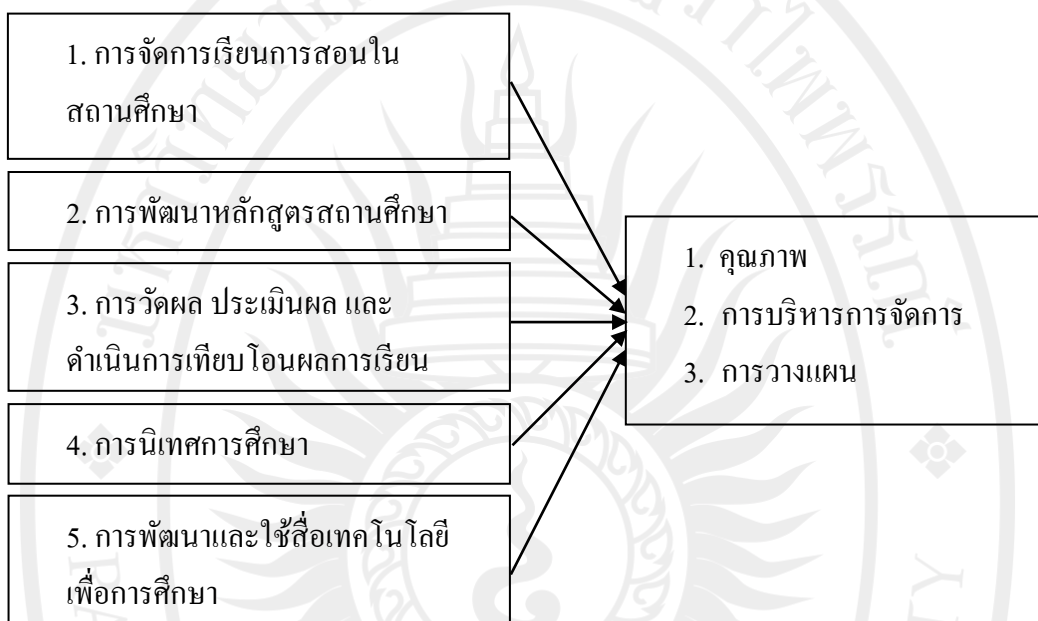 1. การจัดการเรียนการสอนใน
สถานศึกษา
2. การพัฒนาหลักสูตรสถานศึกษา
3. การวัดผล ประเมินผล และ
ดำเนินการเทียบโอนผลการเรียน
4. การนิเทศการศึกษา
5. การพัฒนาและใช้สื่อเทคโนโลยี
เพื่อการศึกษา
1. คุณภาพ
2. การบริหารการจัดการ
3. การวางแผน